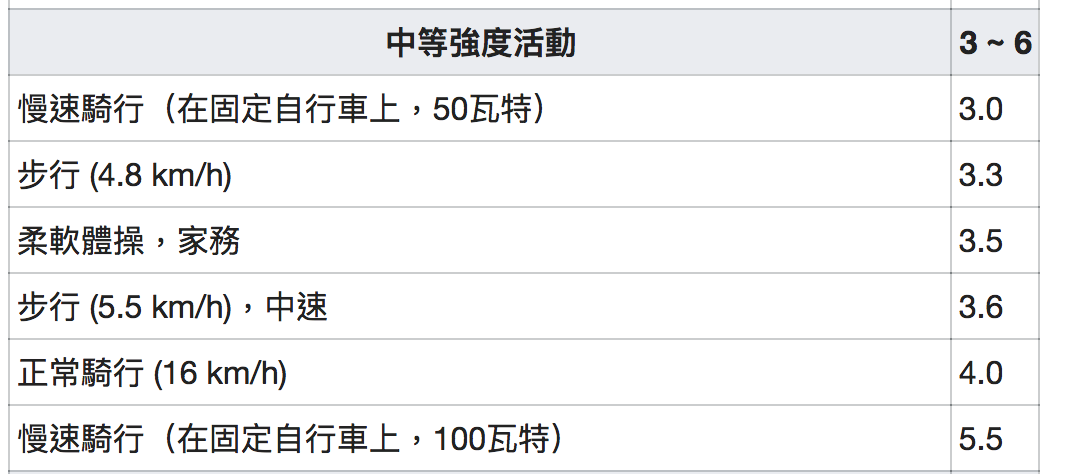 中等強度活動 3 ~ 6
慢速騎行（在固定自行車上，50瓦特） 3.0
步行 (4.8 km/h) 3.3
柔軟體操，家務 3.5
步行 (5.5 km/h)，中速 3.6
正常騎行 (16 km/h) 4.0
慢速騎行（在固定自行車上，100瓦特） 5.5